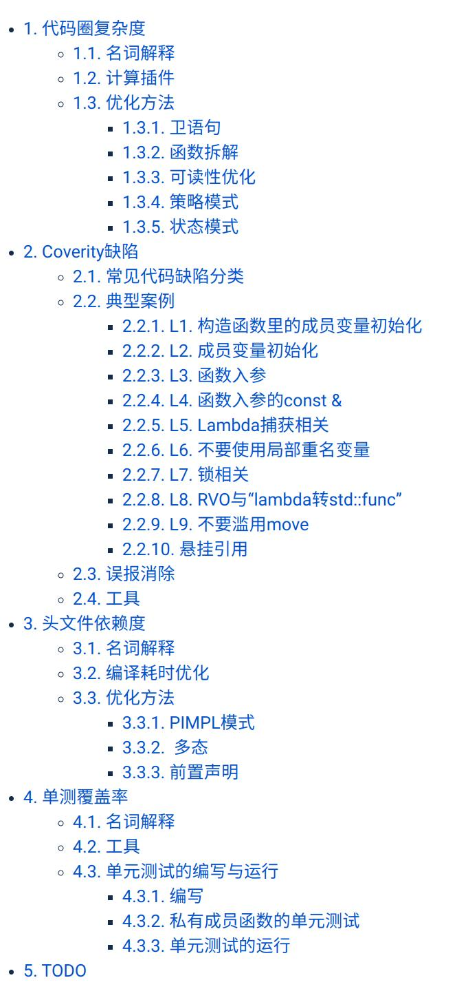 1. 代码圈复杂度
1.1. 名词解释
1.2. 计算插件
1.3. 优化方法
1.3.1. 卫语句
1.3.2. 函数拆解
1.3.3. 可读性优化
1.3.4. 策略模式
1.3.5. 状态模式
2. Coverity缺陷
2.1. 常见代码缺陷分类
2.2. 典型案例
2.2.1. L1. 构造函数里的成员变量初始化
2.2.2. L2. 成员变量初始化
2.2.3. L3. 函数入参
2.2.4. L4. 函数入参的const &
2.2.5. L5. Lambda捕获相关
2.2.6. L6. 不要使用局部重名变量
2.2.7. L7. 锁相关
2.2.8. L8. RVO与“lambda转std::func”
2.2.9. L9. 不要滥用move
2.2.10. 悬挂引用
2.3. 误报消除
2.4. 工具
3. 头文件依赖度
3.1. 名词解释
3.2. 编译耗时优化
3.3. 优化方法
3.3.1. PIMPL模式
3.3.2. 多态
3.3.3. 前置声明
4. 单测覆盖率
4.1. 名词解释
4.2. 工具
4.3. 单元测试的编写与运行
4.3.1. 编写
4.3.2. 私有成员函数的单元测试
4.3.3. 单元测试的运行
5. TODO